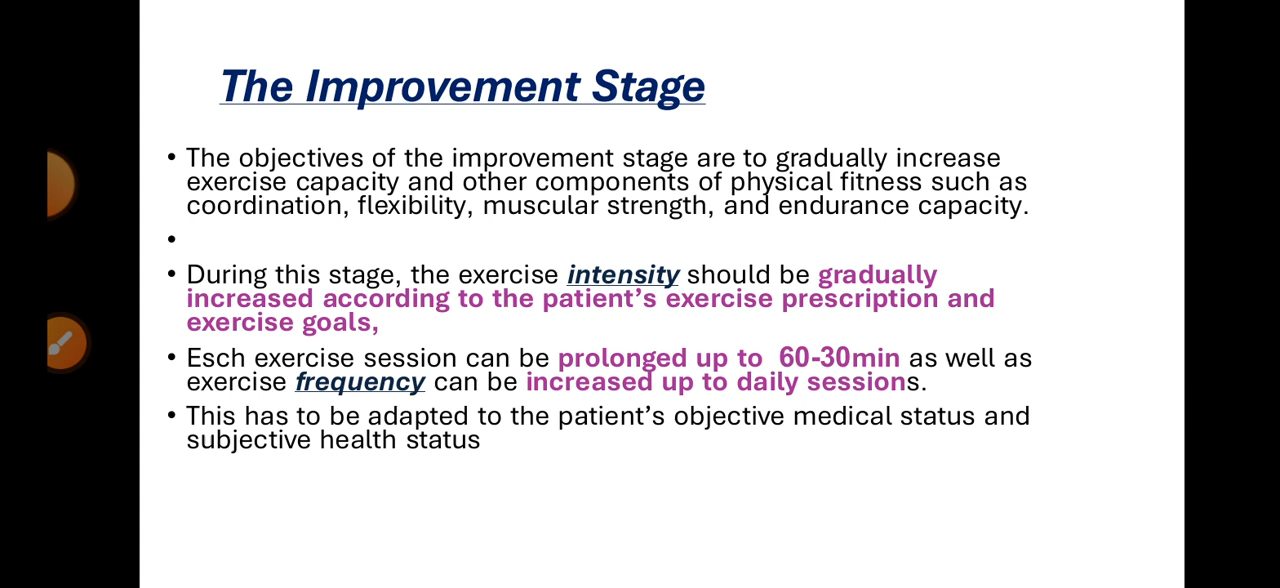 The Improvement Stage
• The objectives of the improvement stage are to gradually increase
exercise capacity and other components of physical fitness such as
coordination, flexibility, muscular strength, and endurance capacity.
•
• During this stage, the exercise intensity should be gradually
increased according to the patient’s exercise prescription and
exercise goals,
• Esch exercise session can be prolonged up to  60-30min as well as
exercise frequency can be increased up to daily sessions.
• This has to be adapted to the patient’s objective medical status and
subjective health status